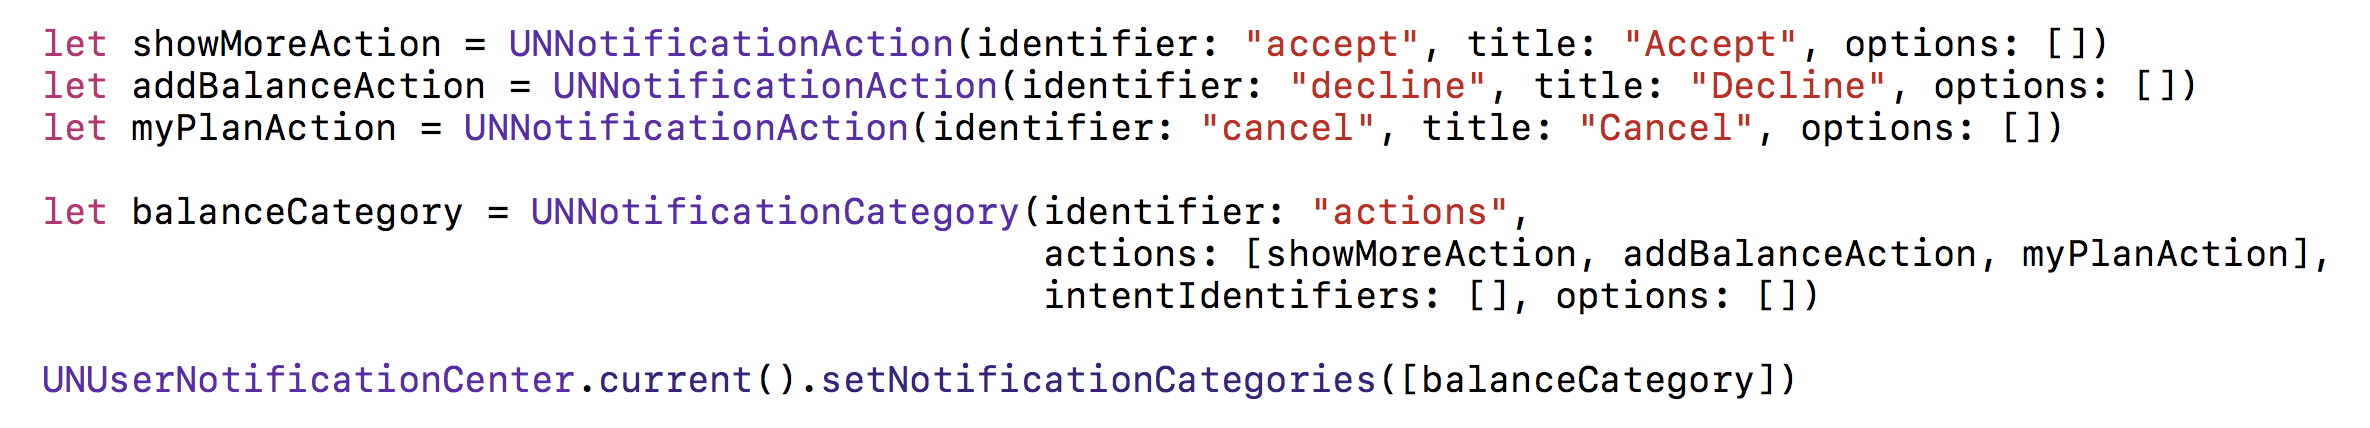 let showMoreAction = UNNotificationAction(identifier: "accept", title: "Accept", options: [])
let addBalanceAction = UNNotificationAction(identifier: "decline", title: "Decline", options: [])
let myPlanAction = UNNotificationAction(identifier: "cancel", title: "Cancel", options: [])
let balanceCategory = UNNotificationCategory(identifier: "actions",
actions: [showMoreAction, addBalanceAction, myPlanAction],
intentIdentifiers: [], options: [])
UNUserNotificationCenter.current().setNotificationCategories([balanceCategory])